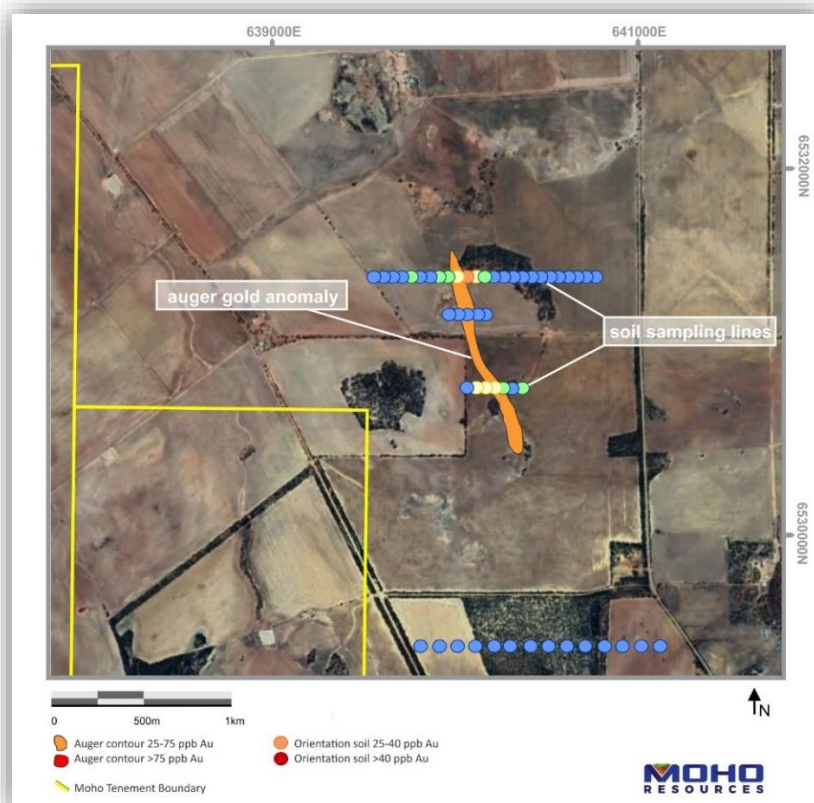 639000E 641000E
6532000N
auger gold anomaly
soil sampling lines
6530000N
0 500m 1km
N
Auger contour 25-75 ppb Au Orientation soil 25-40 ppb Au
Auger contour >75 ppb Au Orientation soil >40 ppb Au
Moho Tenement Boundary
MOHO
RESOURCES